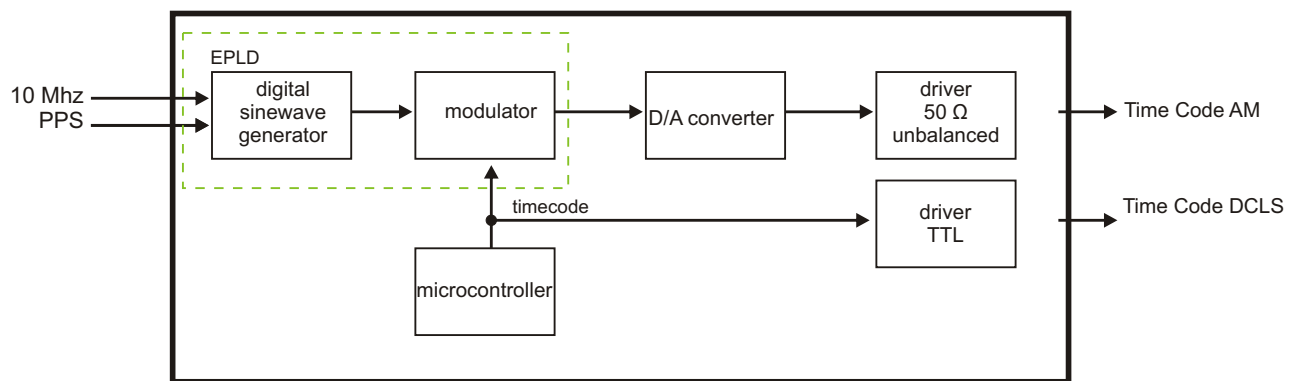 EPLD
10 Mhz
PPS
digital
sinewave
generator
modulator
D/A converter
driver
50 Ω
unbalanced
Time Code AM
timecode
driver
TTL
Time Code DCLS
microcontroller